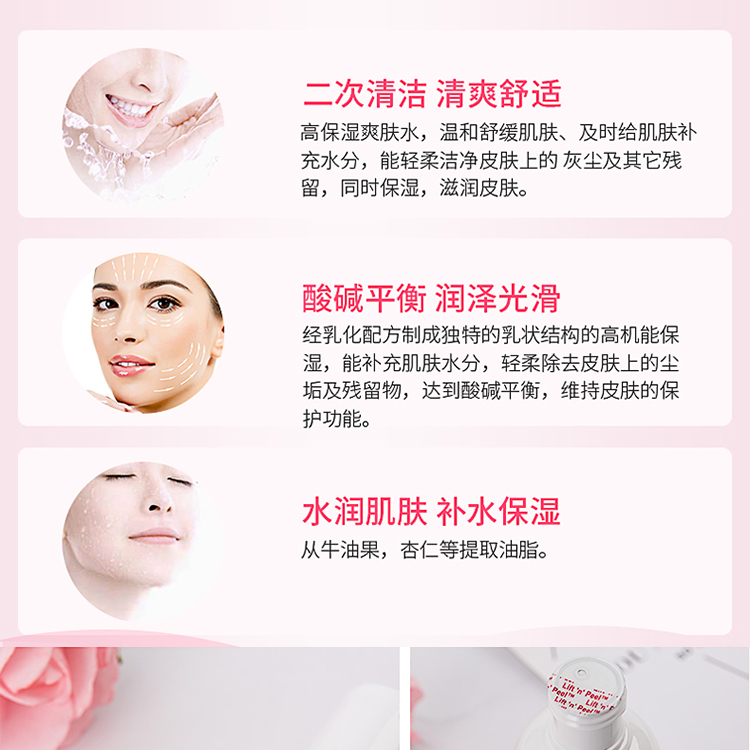 二次清洁 清爽舒适
高保湿爽肤水，温和舒缓肌肤、及时给肌肤补
充水分，能轻柔洁净皮肤上的 灰尘及其它残
留，同时保湿，滋润皮肤。
酸碱平衡 润泽光滑
经乳化配方制成独特的乳状结构的高机能保
湿，能补充肌肤水分，轻柔除去皮肤上的尘
垢及残留物，达到酸碱平衡，维持皮肤的保
护功能。
水润肌肤 补水保湿
从牛油果，杏仁等提取油脂。
Lift 'n' Peel™
Peel™ Lift 'n'
Lift 'n' Peel™